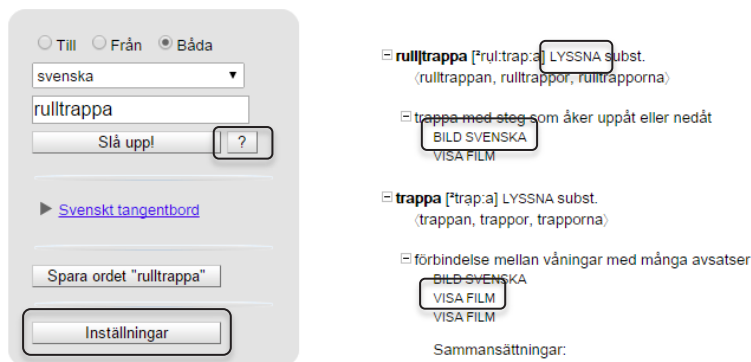 Till Från Båda
svenska
rulltrappa
Slå upp! ?
Svenskt tangentbord
Spara ordet "rulltrappa"
Inställningar
rull|trappa [²rụl:trap:a] LYSSNA subst.
〈rulltrappan, rulltrappor, rulltrapporna〉
trappa med steg som åker uppåt eller nedåt
BILD SVENSKA
VISA FILM
trappa [²trạp:a] LYSSNA subst.
〈trappan, trappor, trapporna〉
förbindelse mellan våningar med många avsatser
BILD SVENSKA
VISA FILM
VISA FILM
Sammansättningar: